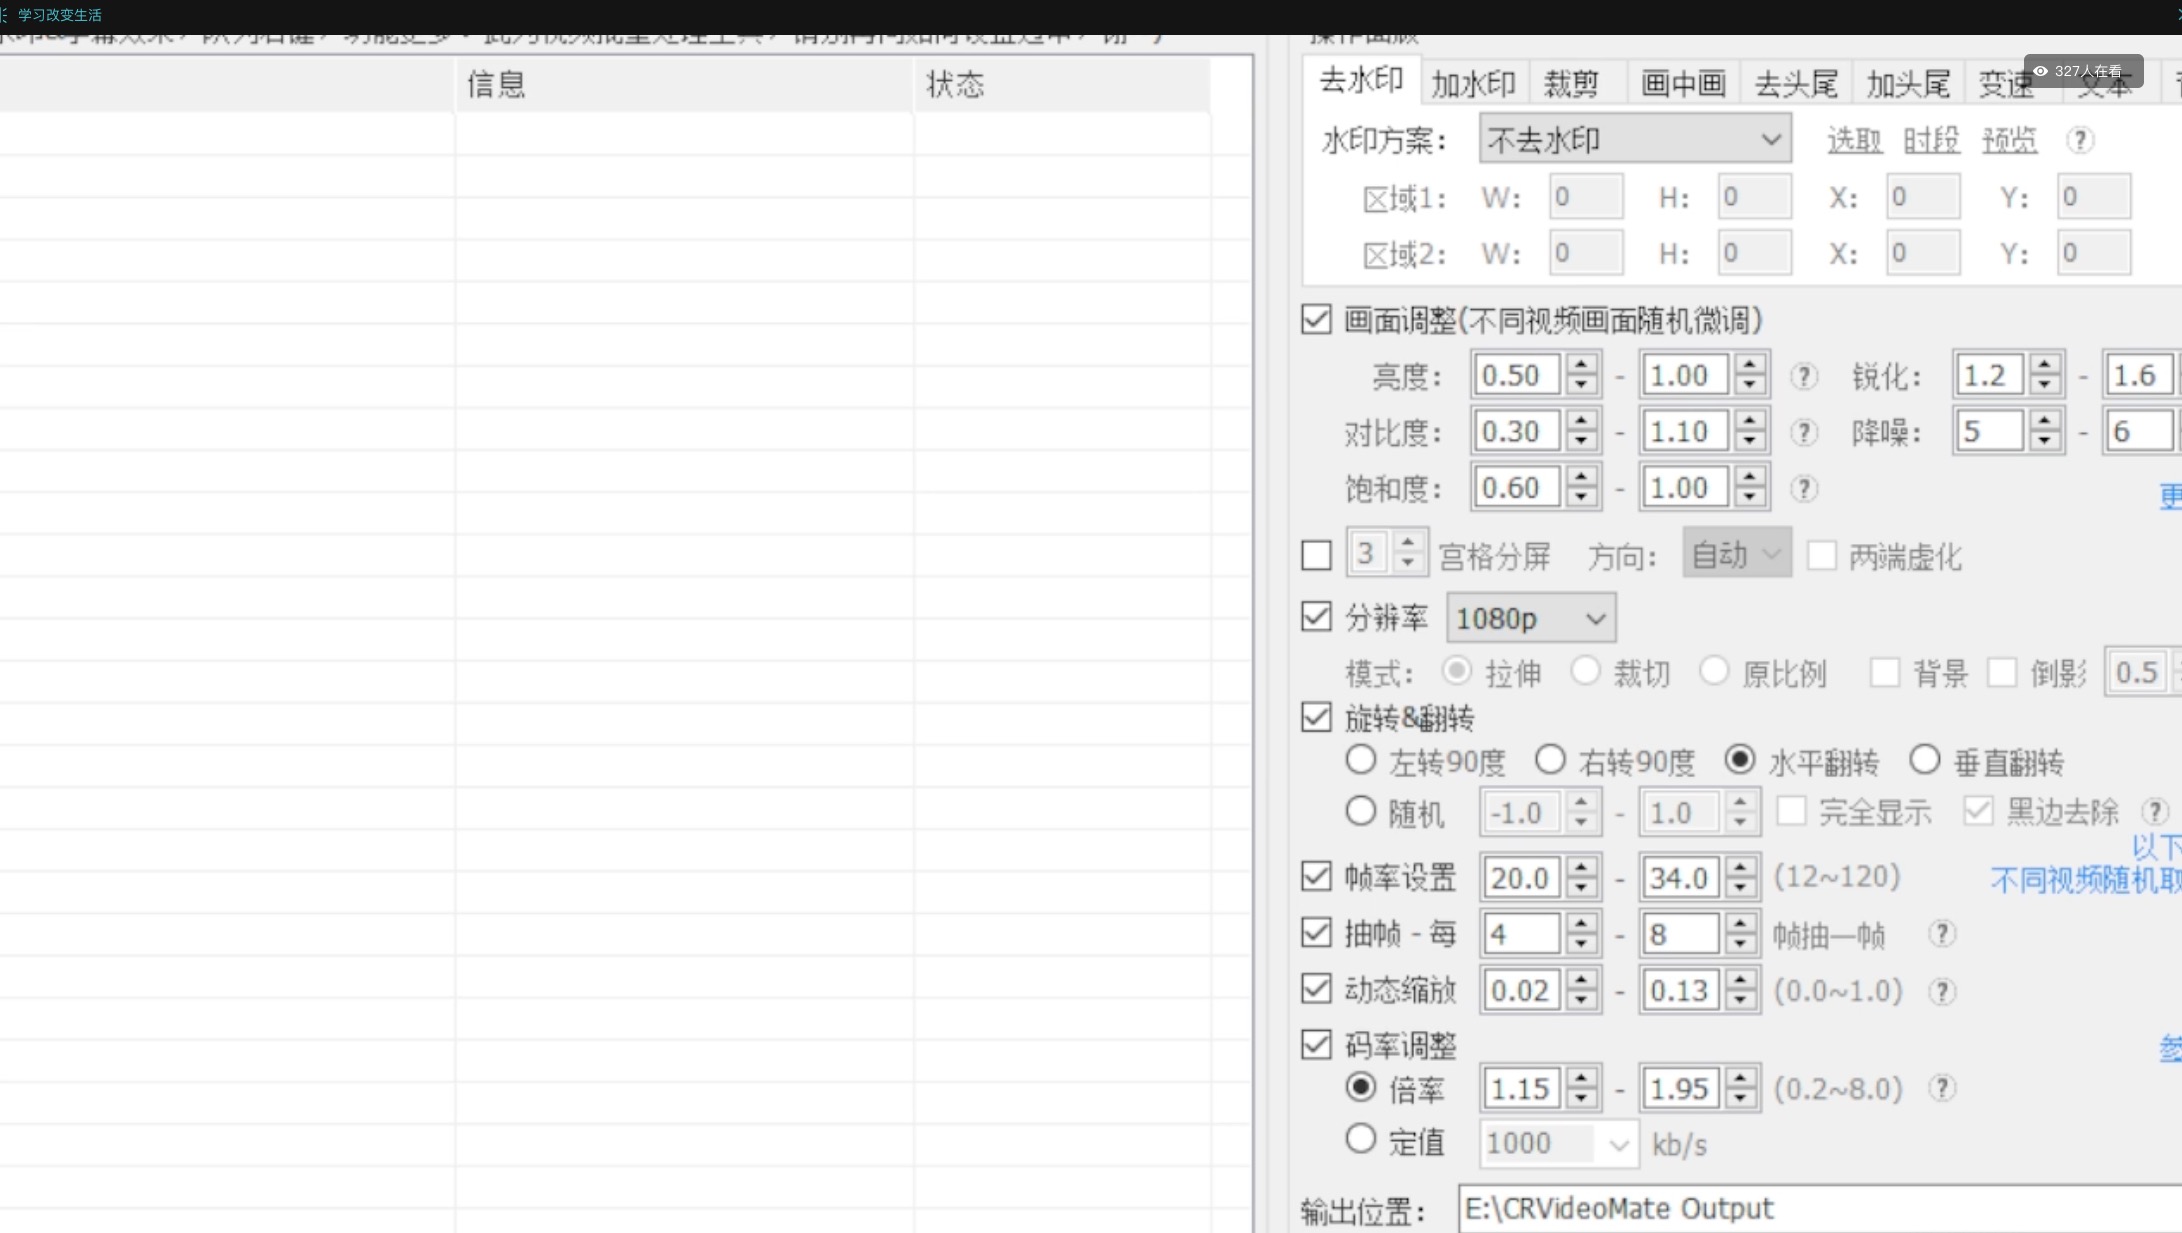 学习改变生活
327人在看
信息 状态
去水印 加水印 裁剪 画中画 去头尾 加头尾 变速 文本
水印方案： 不去水印 选取 时段 预览 ?
区域1： W： 0 H： 0 X： 0 Y： 0
区域2： W： 0 H： 0 X： 0 Y： 0
画面调整(不同视频画面随机微调)
亮度： 0.50 - 1.00 ? 锐化： 1.2 - 1.6
对比度： 0.30 - 1.10 ? 降噪： 5 - 6
饱和度： 0.60 - 1.00 ?
更
3 宫格分屏 方向： 自动 两端虚化
分辨率 1080p
模式： 拉伸 裁切 原比例 背景 倒影 0.5
旋转&翻转
左转90度 右转90度 水平翻转 垂直翻转
随机 -1.0 - 1.0 完全显示 黑边去除 ?
以下
帧率设置 20.0 - 34.0 (12~120) 不同视频随机取
抽帧 - 每 4 - 8 帧抽一帧 ?
动态缩放 0.02 - 0.13 (0.0~1.0) ?
码率调整 参
倍率 1.15 - 1.95 (0.2~8.0) ?
定值 1000 kb/s
输出位置： E:\CRVideoMate Output